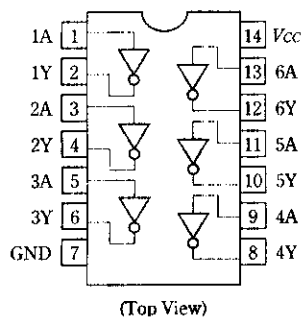 1A 1 14 VCC
1Y 2 13 6A
2A 3 12 6Y
2Y 4 11 5A
3A 5 10 5Y
3Y 6 9 4A
GND 7 8 4Y
(Top View)